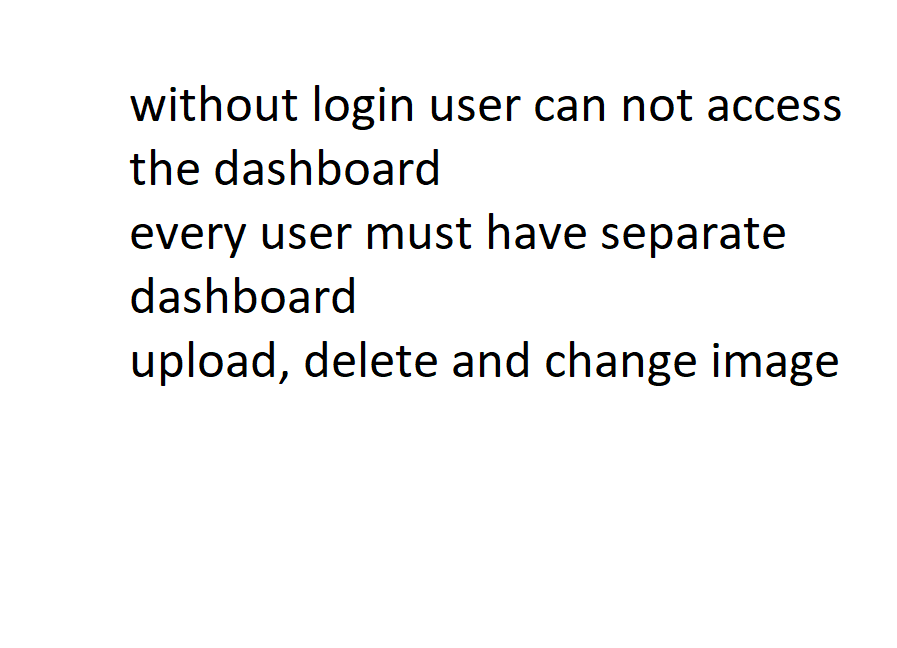 without login user can not access
the dashboard
every user must have separate
dashboard
upload, delete and change image